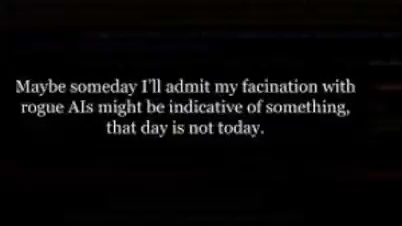 Maybe someday I'll admit my facination with
rogue AIs might be indicative of something,
that day is not today.